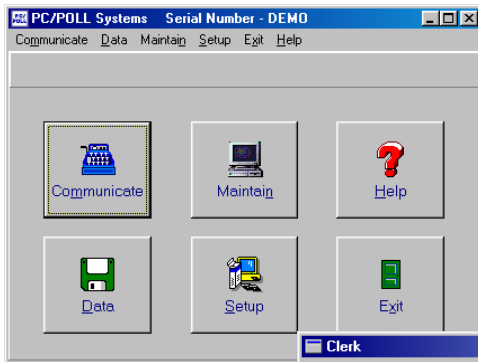 PC/POLL Systems Serial Number - DEMO
Communicate Data Maintain Setup Exit Help
Communicate Maintain Help
Data Setup Exit
Clerk